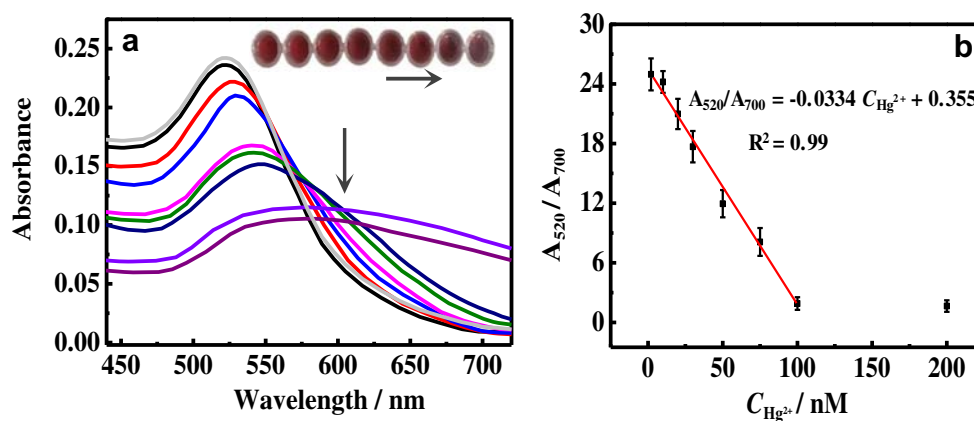 a
0.25
0.20
0.15
0.10
0.05
0.00
Absorbance
450 500 550 600 650 700
Wavelength / nm
b
30
24
18
12
6
0
A520/A700
A520/A700 = -0.0334 CHg2+ + 0.355
R2 = 0.99
0 50 100 200
CHg2+ / nM